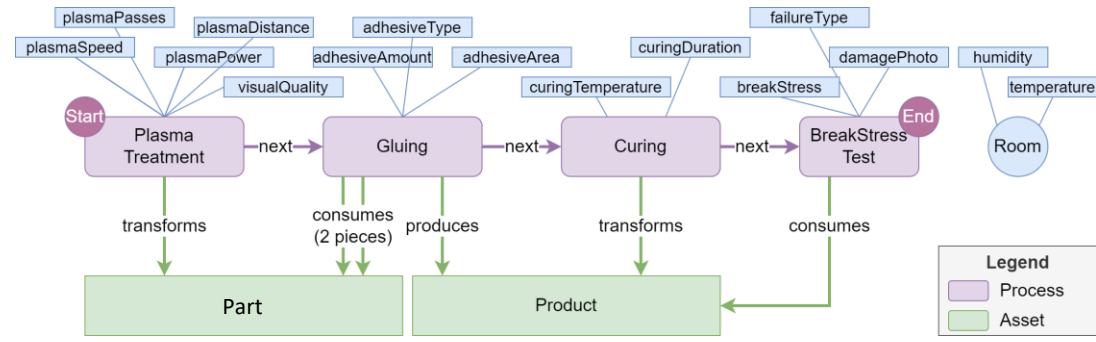 plasmaPasses
plasmaDistance
plasmaSpeed
plasmaPower
visualQuality
adhesiveType
adhesiveAmount
adhesiveArea
curingDuration
curingTemperature
failureType
damagePhoto
breakStress
humidity
temperature
Start
Plasma
Treatment
next
Gluing
next
Curing
next
BreakStress
Test
End
Room
transforms
consumes
(2 pieces)
produces
transforms
consumes
Part
Product
Legend
Process
Asset